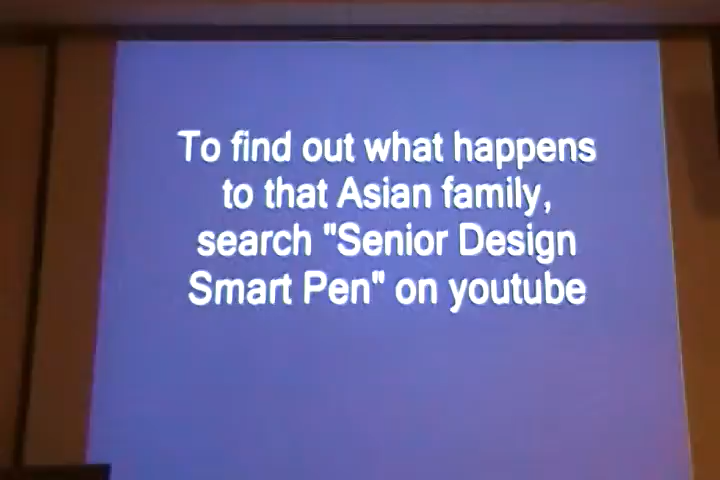 To find out what happens
to that Asian family,
search "Senior Design
Smart Pen" on youtube